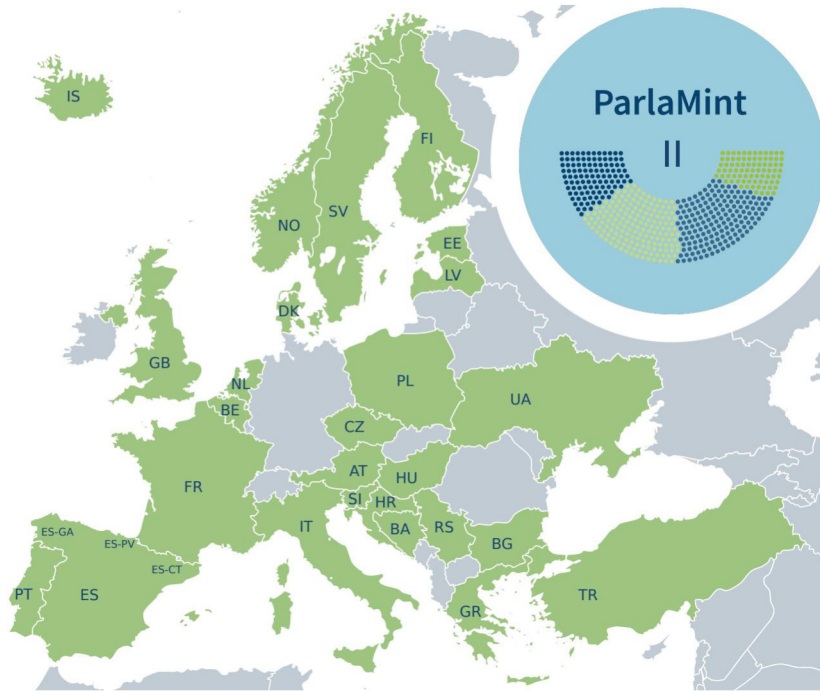 ParlaMint
II
IS
FI
NO
SV
EE
LV
DK
GB
NL
BE
PL
UA
CZ
FR
AT
HU
SI
HR
IT
BA
RS
BG
ES-GA
ES-PV
ES-CT
PT
ES
GR
TR